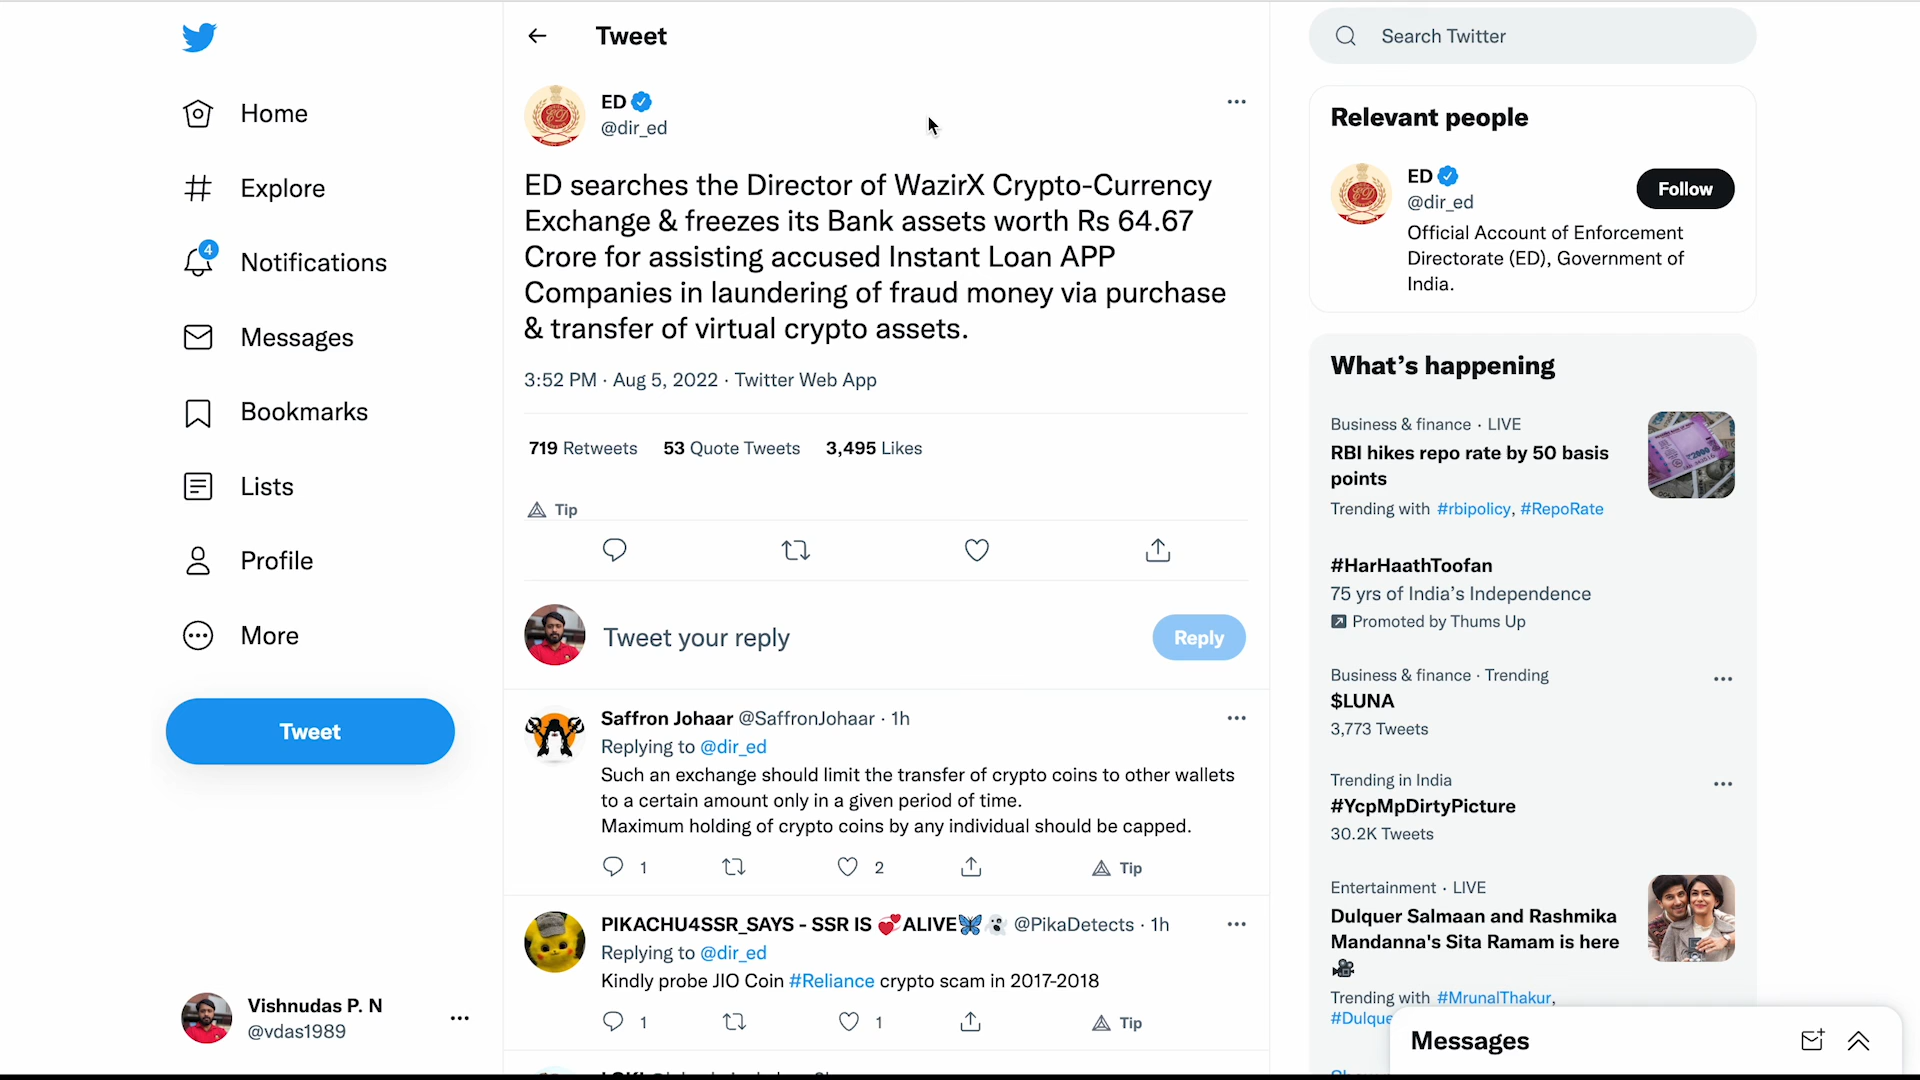 Home
Explore
4
Notifications
Messages
Bookmarks
Lists
Profile
More
Tweet
Vishnudas P. N
@vdas1989
Tweet
ED
@dir_ed
ED searches the Director of WazirX Crypto-Currency
Exchange & freezes its Bank assets worth Rs 64.67
Crore for assisting accused Instant Loan APP
Companies in laundering of fraud money via purchase
& transfer of virtual crypto assets.
3:52 PM · Aug 5, 2022 · Twitter Web App
719 Retweets 53 Quote Tweets 3,495 Likes
Tip
Tweet your reply
Reply
Saffron Johaar @SaffronJohaar · 1h
Replying to @dir_ed
Such an exchange should limit the transfer of crypto coins to other wallets
to a certain amount only in a given period of time.
Maximum holding of crypto coins by any individual should be capped.
1 2 Tip
PIKACHU4SSR_SAYS - SSR IS 💞ALIVE🦋👻 @PikaDetects · 1h
Replying to @dir_ed
Kindly probe JIO Coin #Reliance crypto scam in 2017-2018
1 1 Tip
Search Twitter
Relevant people
ED
@dir_ed
Follow
Official Account of Enforcement
Directorate (ED), Government of
India.
What's happening
Business & finance · LIVE
RBI hikes repo rate by 50 basis
points
Trending with #rbipolicy, #RepoRate
#HarHaathToofan
75 yrs of India's Independence
Promoted by Thums Up
Business & finance · Trending
$LUNA
3,773 Tweets
Trending in India
#YcpMpDirtyPicture
30.2K Tweets
Entertainment · LIVE
Dulquer Salmaan and Rashmika
Mandanna's Sita Ramam is here
🎥
Trending with #MrunalThakur,
#Dulque
Messages